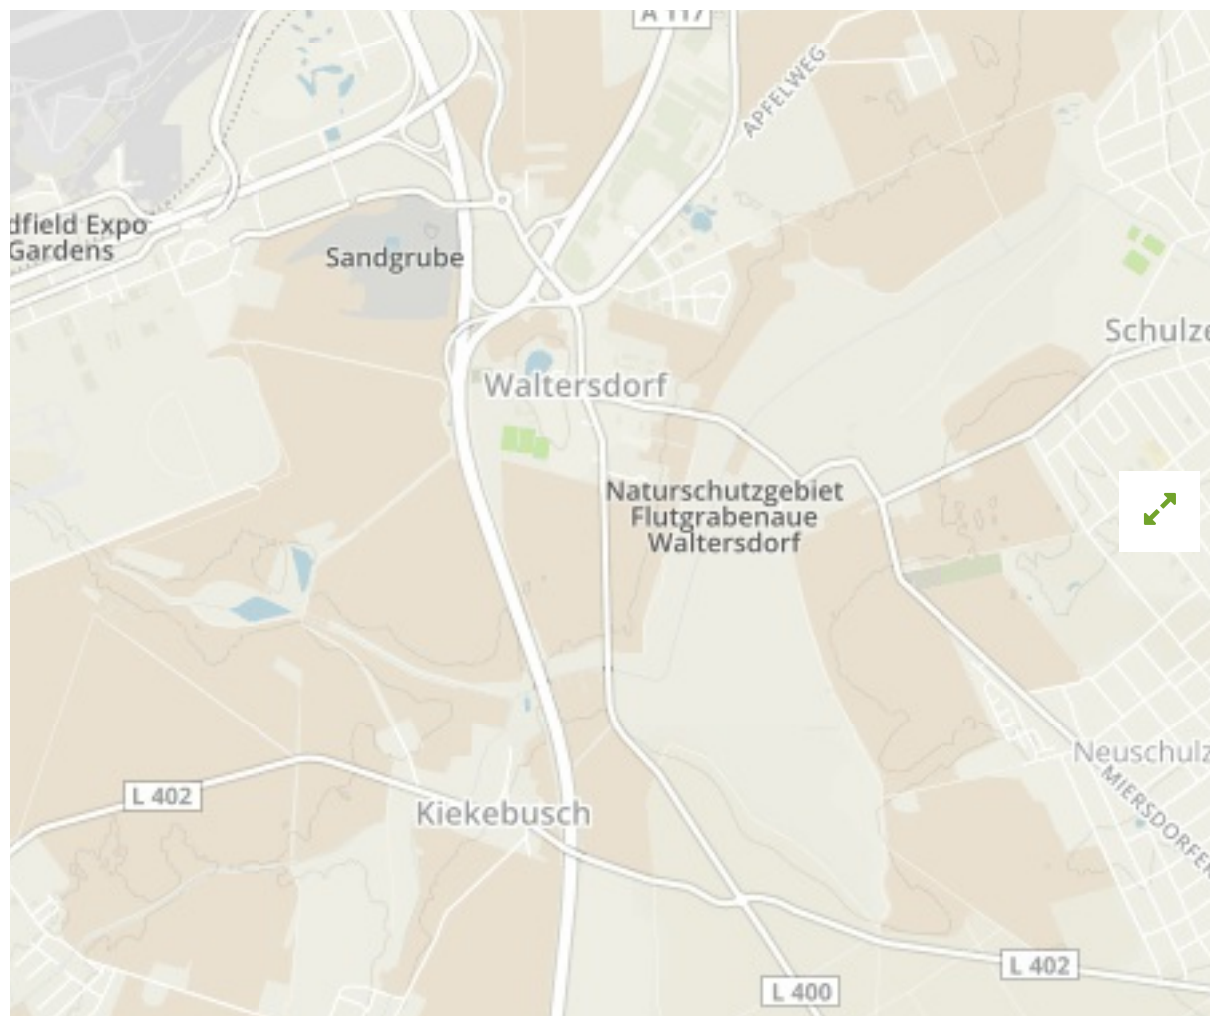 A 117
APFELWEG
dfield Expo
Gardens
Sandgrube
Schulze
Waltersdorf
Naturschutzgebiet
Flutgrabenaue
Waltersdorf
Neuschulz
L 402
MIERSDORFER
Kiekebusch
L 402
L 400